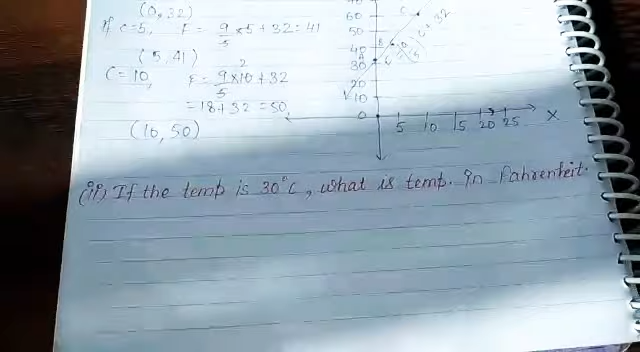 (0,32)
If c=5, F = 9/5 × 5 + 32 = 41
(5,41)
C = 10, F = 9/5 × 10 + 32
2
= 18 + 32 = 50
(10, 50)
60
50
40
30
20
10
0
5 10 15 20 25 X
C
B
(ii) If the temp is 30°C, what is temp. in Fahrenheit.